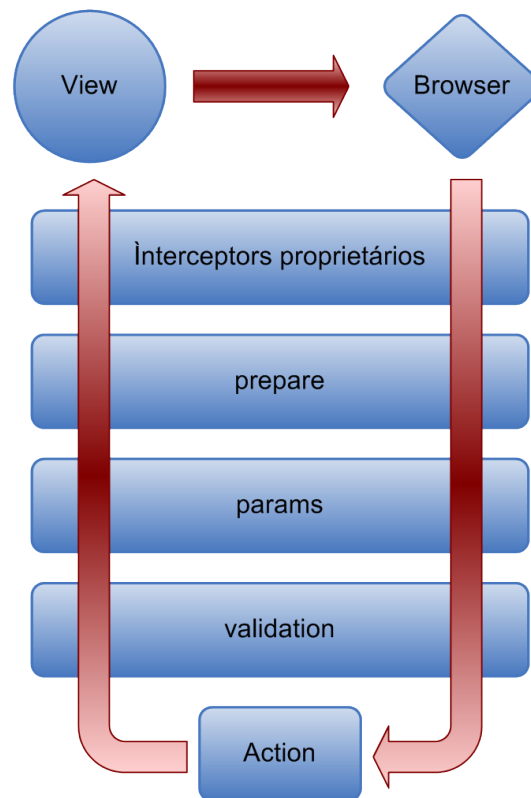 View
Browser
Ìnterceptors proprietários
prepare
params
validation
Action